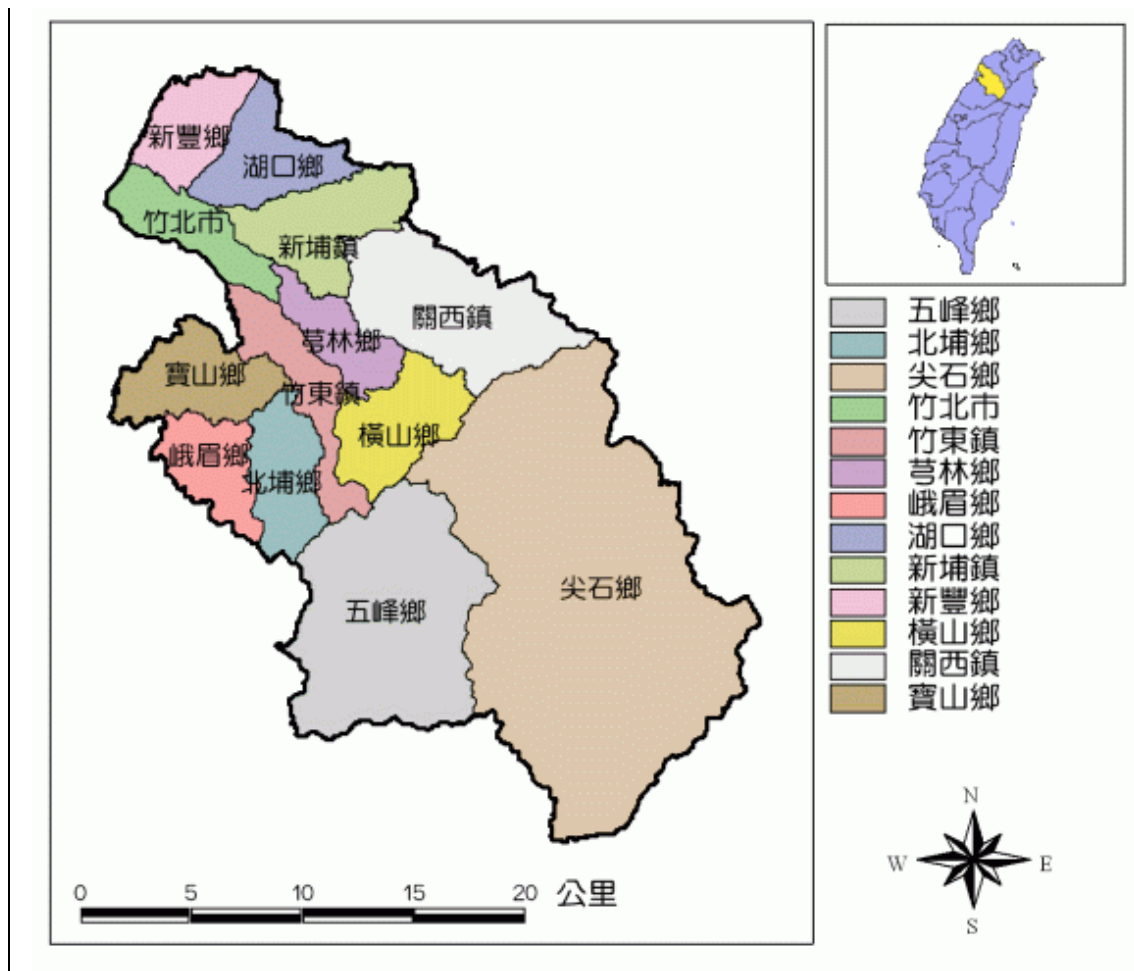 新豐鄉
湖口鄉
竹北市
新埔鎮
關西鎮
芎林鄉
寶山鄉
竹東鎮
橫山鄉
峨眉鄉
北埔鄉
尖石鄉
五峰鄉
0 5 10 15 20 公里
五峰鄉
北埔鄉
尖石鄉
竹北市
竹東鎮
芎林鄉
峨眉鄉
湖口鄉
新埔鎮
新豐鄉
橫山鄉
關西鎮
寶山鄉
N
W E
S